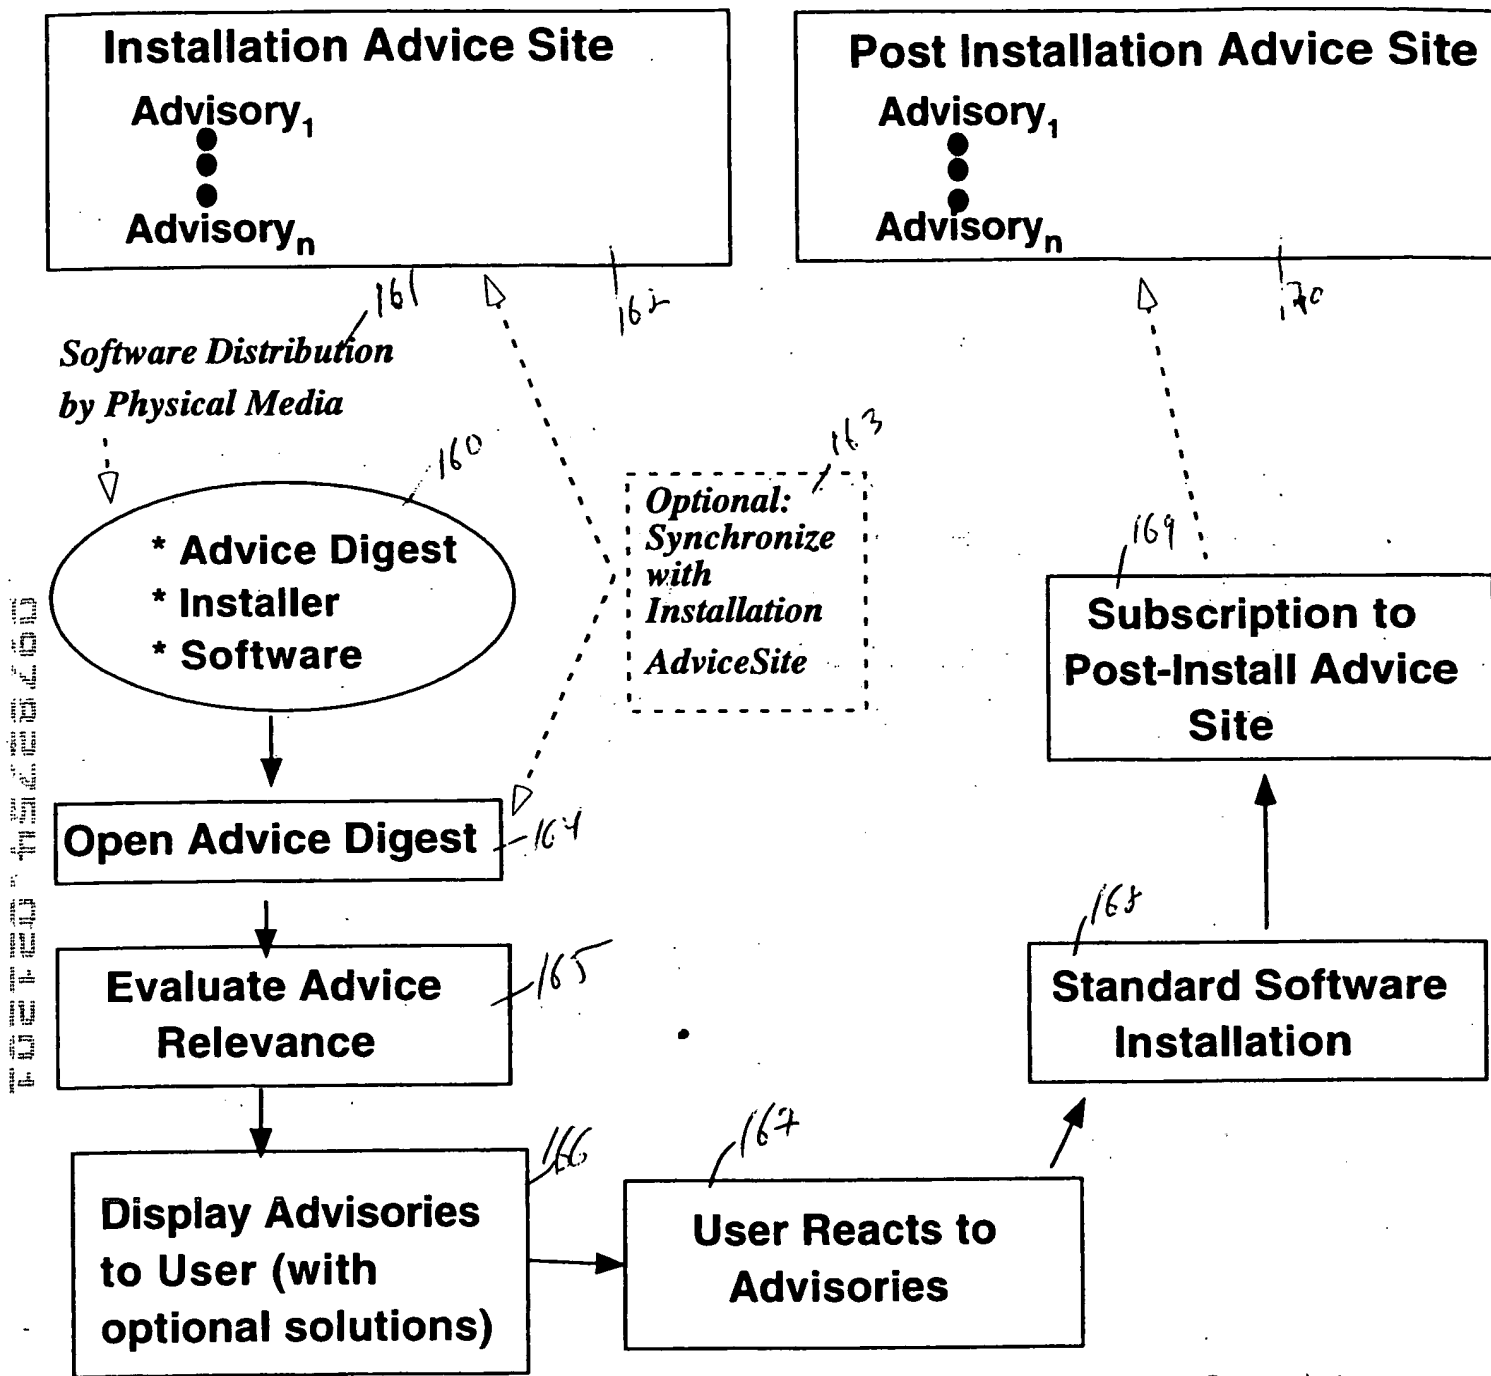 Installation Advice Site
Advisory1
Advisoryn
162
Post Installation Advice Site
Advisory1
Advisoryn
170
161
Software Distribution
by Physical Media
160
* Advice Digest
* Installer
* Software
163
Optional:
Synchronize
with
Installation
AdviceSite
Open Advice Digest
164
Evaluate Advice
Relevance
165
Display Advisories
to User (with
optional solutions)
166
User Reacts to
Advisories
167
Standard Software
Installation
168
Subscription to
Post-Install Advice
Site
169